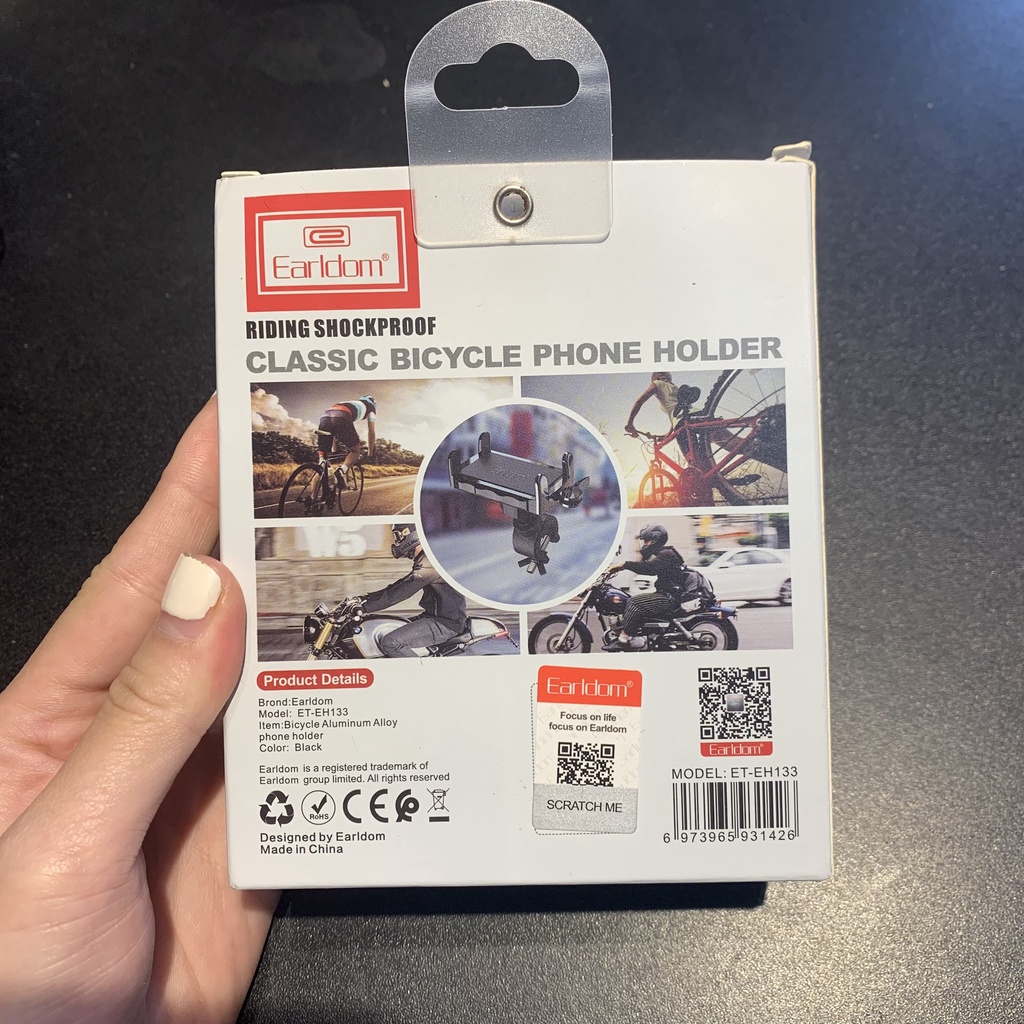 Earldom®
RIDING SHOCKPROOF
CLASSIC BICYCLE PHONE HOLDER
Product Details
Brond:Earldom
Model: ET-EH133
Item:Bicycle Aluminum Alloy
phone holder
Color: Black
Earldom is a registered trademark of
Earldom group limited. All rights reserved
RoHS
CE
Designed by Earldom
Made in China
Earldom®
Focus on life
focus on Earldom
SCRATCH ME
Earldom®
MODEL: ET-EH133
6 973965 931426